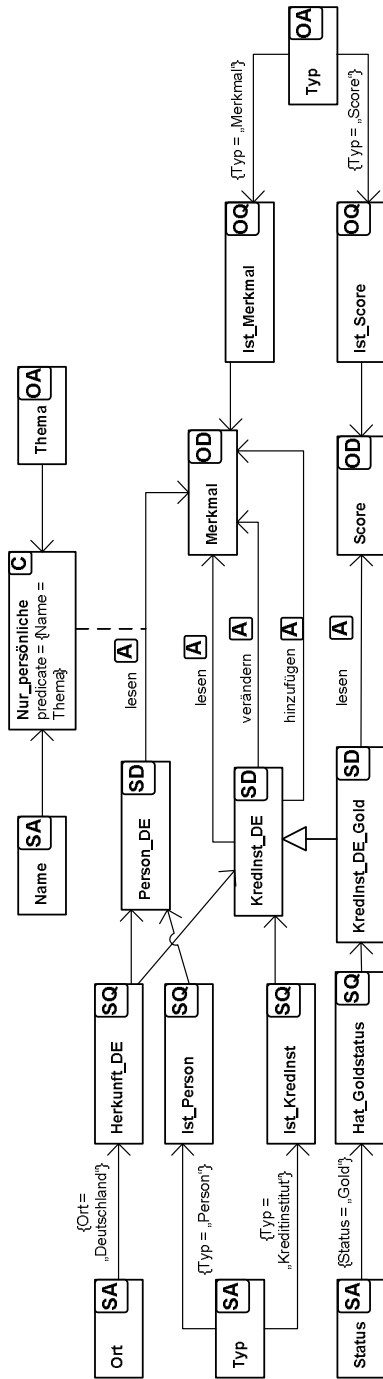 SA
Name
C
Nur_persönliche
predicate = {Name =
Thema}
OA
Thema
SA
Ort
{Ort =
„Deutschland“}
SQ
Herkunft_DE
SD
Person_DE
A
lesen
{Typ = „Person“}
SQ
Ist_Person
OD
Merkmal
OQ
Ist_Merkmal
{Typ = „Merkmal“}
SA
Typ
{Typ =
„Kreditinstitut“}
SQ
Ist_KredInst
SD
KredInst_DE
A
lesen
A
verändern
A
hinzufügen
OA
Typ
{Typ = „Score“}
SA
Status
{Status = „Gold“}
SQ
Hat_Goldstatus
SD
KredInst_DE_Gold
A
lesen
OD
Score
OQ
Ist_Score